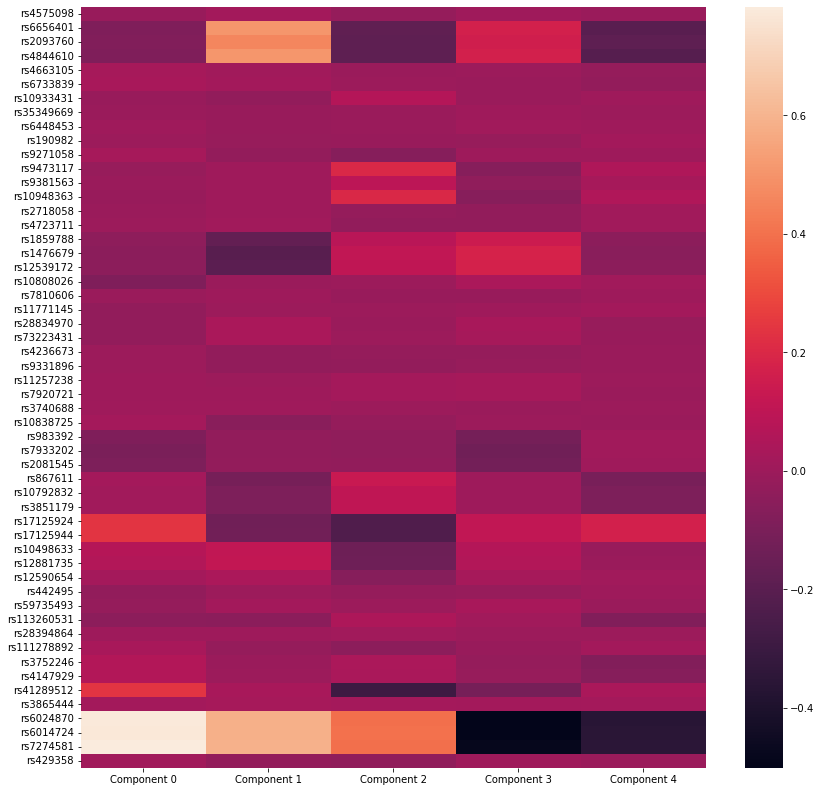 rs4575098
rs6656401
rs2093760
rs4844610
rs4663105
rs6733839
rs10933431
rs35349669
rs6448453
rs190982
rs9271058
rs9473117
rs9381563
rs10948363
rs2718058
rs4723711
rs1859788
rs1476679
rs12539172
rs10808026
rs7810606
rs11771145
rs28834970
rs73223431
rs4236673
rs9331896
rs11257238
rs7920721
rs3740688
rs10838725
rs983392
rs7933202
rs2081545
rs867611
rs10792832
rs3851179
rs17125924
rs17125944
rs10498633
rs12881735
rs12590654
rs442495
rs59735493
rs113260531
rs28394864
rs111278892
rs3752246
rs4147929
rs41289512
rs3865444
rs6024870
rs6014724
rs7274581
rs429358
Component 0
Component 1
Component 2
Component 3
Component 4
0.6
0.4
0.2
0.0
−0.2
−0.4